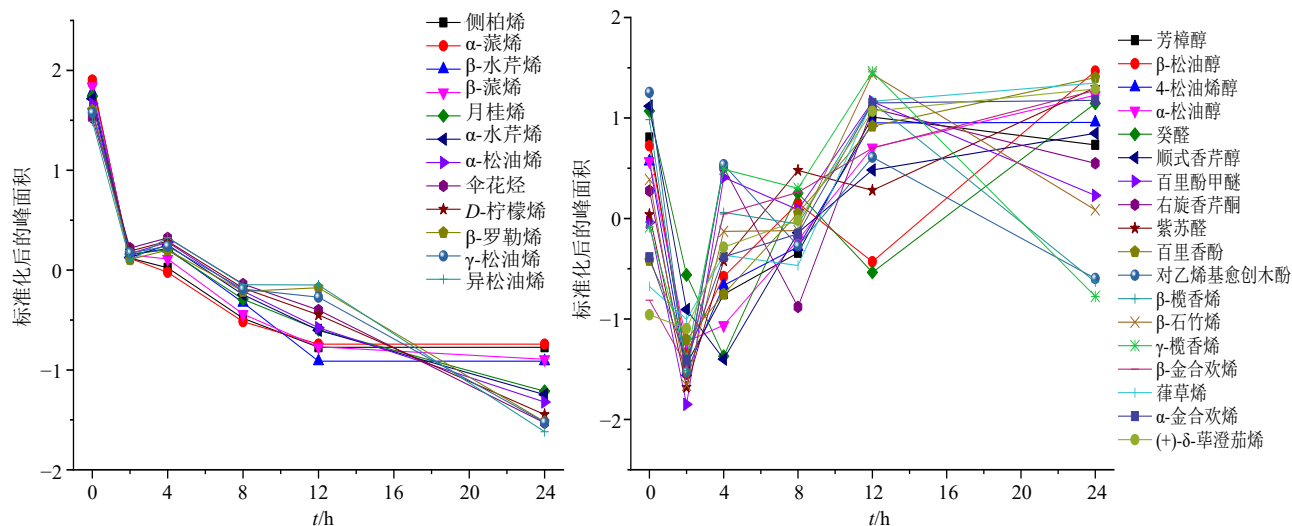 标准化后的峰面积
2
1
0
−1
−2
0
4
8
12
16
20
24
t/h
侧柏烯
α-蒎烯
β-水芹烯
β-蒎烯
月桂烯
α-水芹烯
α-松油烯
伞花烃
D-柠檬烯
β-罗勒烯
γ-松油烯
异松油烯
标准化后的峰面积
2
1
0
−1
−2
0
4
8
12
16
20
24
t/h
芳樟醇
β-松油醇
4-松油烯醇
α-松油醇
癸醛
顺式香芹醇
百里酚甲醚
右旋香芹酮
紫苏醛
百里香酚
对乙烯基愈创木酚
β-榄香烯
β-石竹烯
γ-榄香烯
β-金合欢烯
葎草烯
α-金合欢烯
(+)-δ-荜澄茄烯